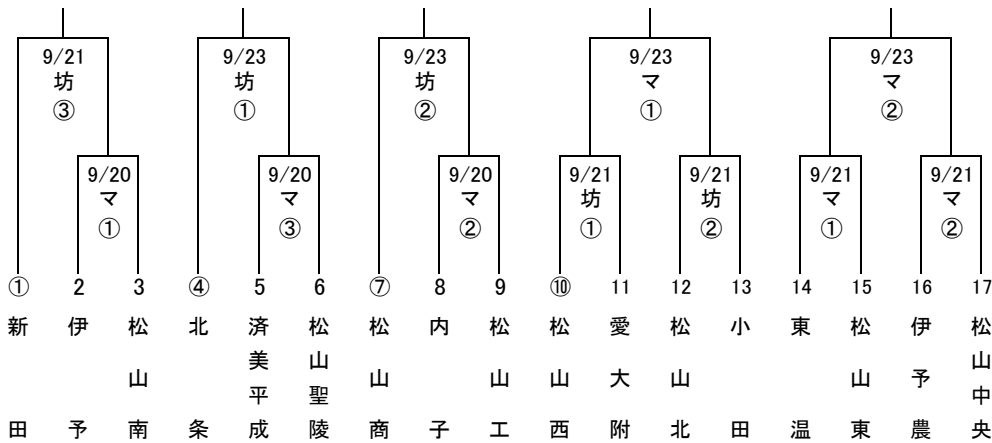 9/21 9/23 9/23 9/23 9/23
坊 坊 坊 マ マ
③ ① ② ① ②
9/20 9/20 9/20 9/21 9/21 9/21 9/21
マ マ マ 坊 坊 マ マ
① ③ ② ① ② ① ②
① 2 3 ④ 5 6 ⑦ 8 9 ⑩ 11 12 13 14 15 16 17
新田
伊予
松山南
北条
済美平成
松山聖陵
松山商
内子
松山工
松山西
愛大附
松山北
小田
東温
松山東
伊予農
松山中央